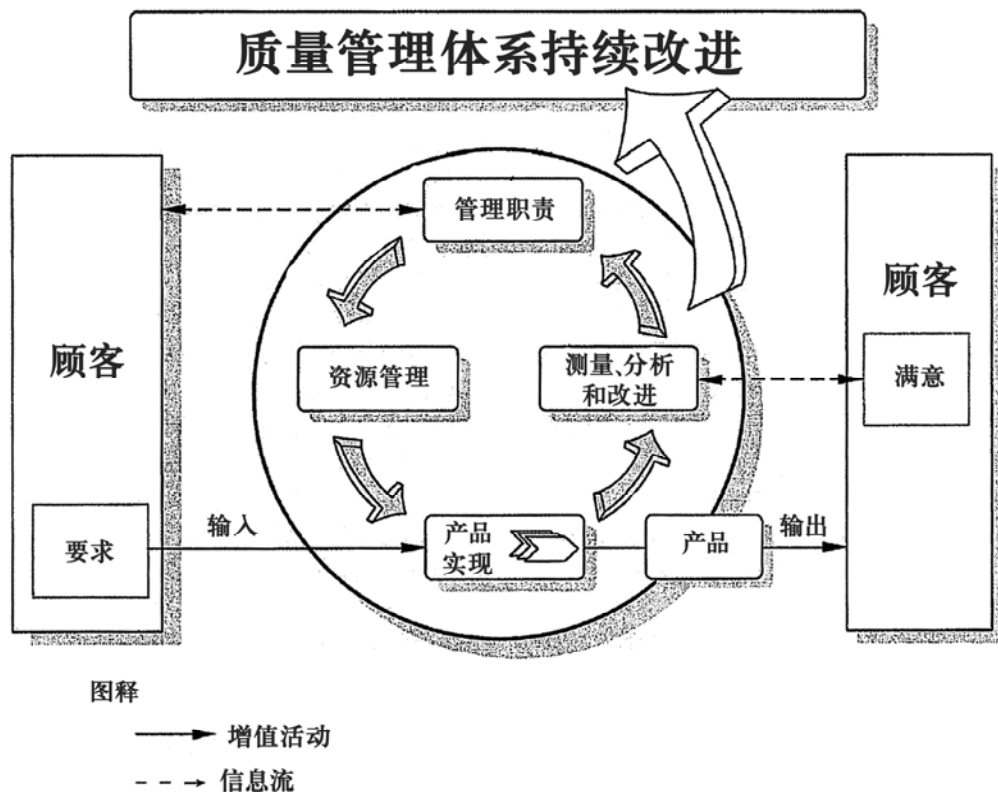 质量管理体系持续改进
管理职责
顾客
顾客
资源管理
测量、分析
和改进
满意
要求
输入
产品
实现
产品
输出
图释
增值活动
信息流